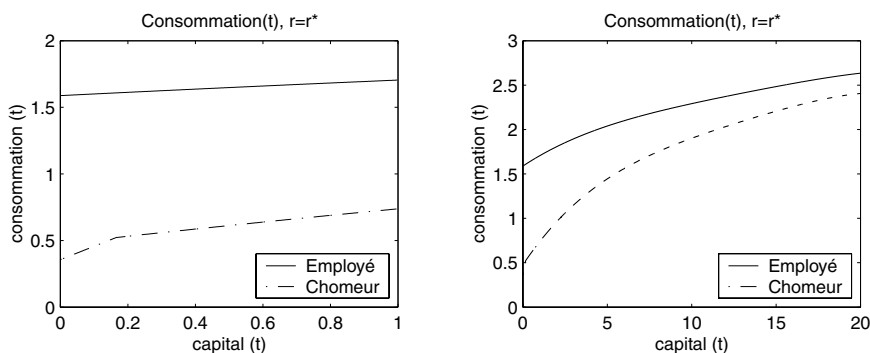 Consommation(t), r=r*
2
1.5
1
0.5
0
consommation (t)
Employé
Chomeur
0 0.2 0.4 0.6 0.8 1
capital (t)
Consommation(t), r=r*
3
2.5
2
1.5
1
0.5
0
consommation (t)
Employé
Chomeur
0 5 10 15 20
capital (t)